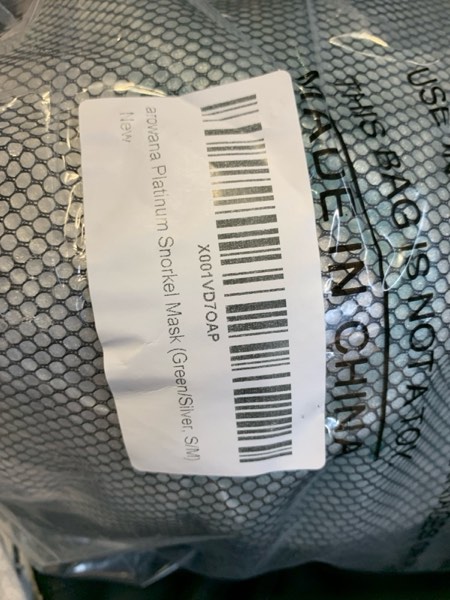 X001VD7OAP
arowana Platinum Snorkel Mask (Green/Silver, S/M)
New
USE
THIS BAG IS NOT A TOY
MADE IN CHINA